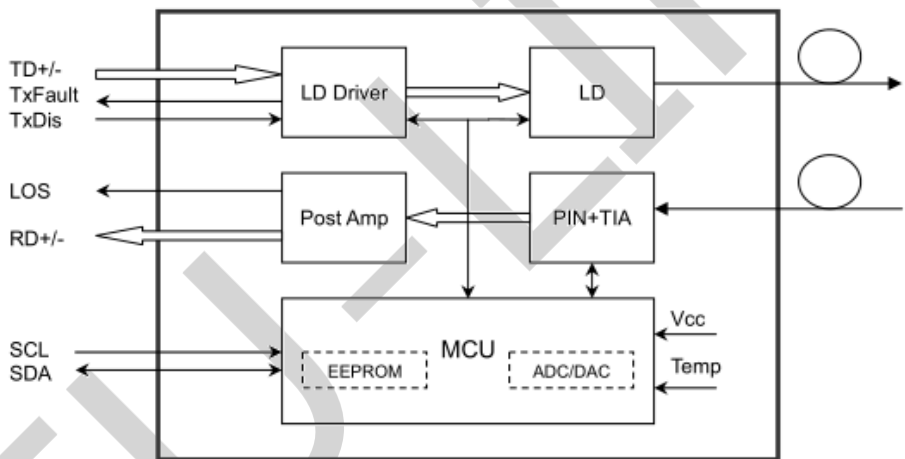 TD+/-
TxFault
TxDis
LD Driver
LD
LOS
RD+/-
Post Amp
PIN+TIA
SCL
SDA
MCU
EEPROM
ADC/DAC
Vcc
Temp